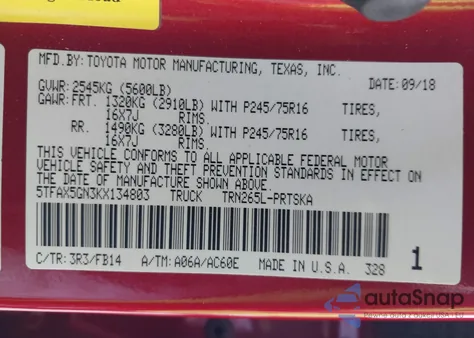 MFD.BY: TOYOTA MOTOR MANUFACTURING, TEXAS, INC.
GVWR: 2545KG (5600LB) DATE: 09/18
GAWR: FRT. 1320KG (2910LB) WITH P245/75R16 TIRES,
16X7J RIMS.
RR. 1490KG (3280LB) WITH P245/75R16 TIRES,
16X7J RIMS.
THIS VEHICLE CONFORMS TO ALL APPLICABLE FEDERAL MOTOR
VEHICLE SAFETY AND THEFT PREVENTION STANDARDS IN EFFECT ON
THE DATE OF MANUFACTURE SHOWN ABOVE.
5TFAX5GN3KX134803 TRUCK TRN265L-PRTSKA
C/TR: 3R3/FB14 A/TM: A06A/AC60E MADE IN U.S.A. 328 1
autoSnap